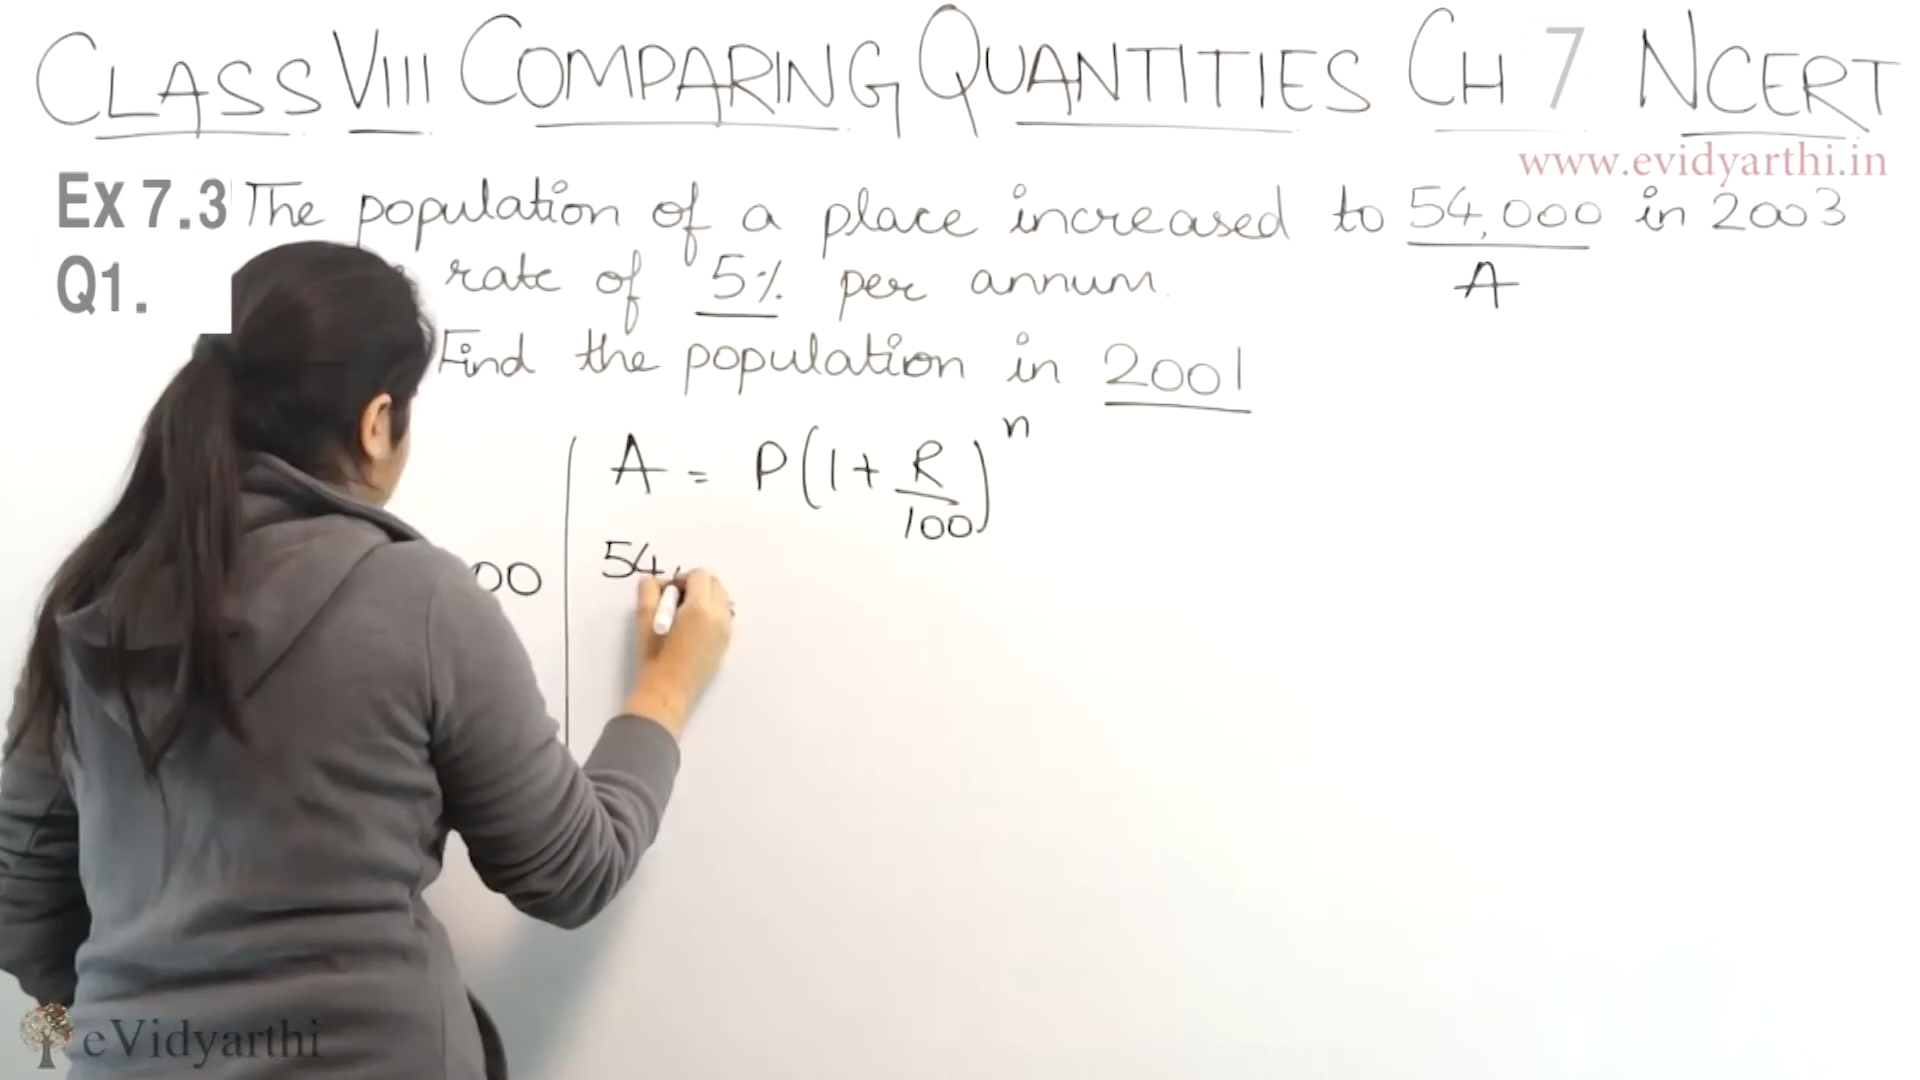 CLASS VIII COMPARING QUANTITIES CH 7 NCERT
www.evidyarthi.in
Ex 7.3 The population of a place increased to 54,000 in 2003
Q1. rate of 5% per annum.
A
Find the population in 2001
A = P(1+R/100)^n
00
54,
eVidyarthi